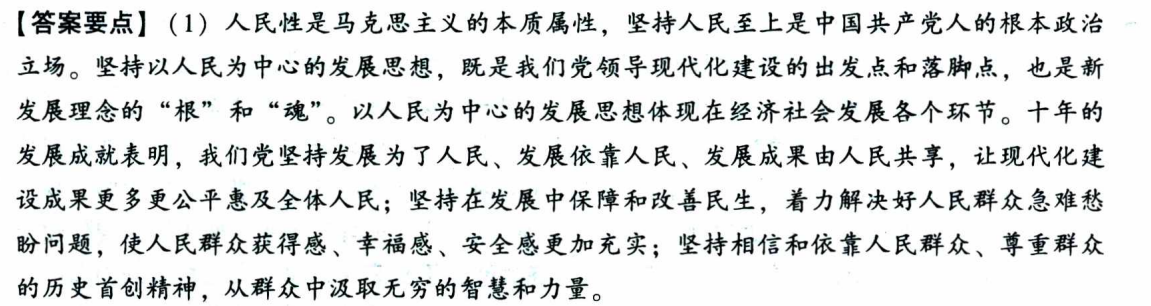 【答案要点】(1) 人民性是马克思主义的本质属性，坚持人民至上是中国共产党人的根本政治
立场。坚持以人民为中心的发展思想，既是我们党领导现代化建设的出发点和落脚点，也是新
发展理念的“根”和“魂”。以人民为中心的发展思想体现在经济社会发展各个环节。十年的
发展成就表明，我们党坚持发展为了人民、发展依靠人民、发展成果由人民共享，让现代化建
设成果更多更公平惠及全体人民；坚持在发展中保障和改善民生，着力解决好人民群众急难愁
盼问题，使人民群众获得感、幸福感、安全感更加充实；坚持相信和依靠人民群众、尊重群众
的历史首创精神，从群众中汲取无穷的智慧和力量。